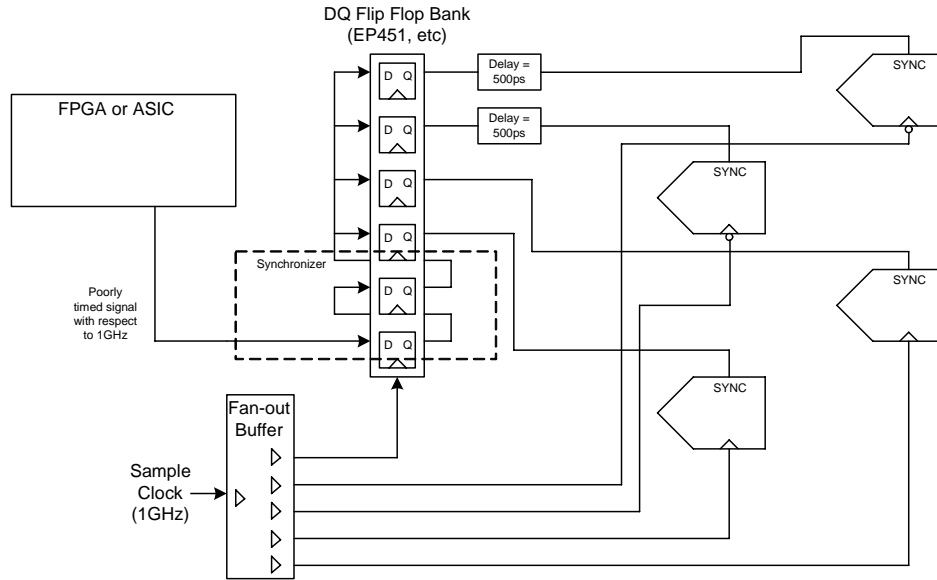 DQ Flip Flop Bank
(EP451, etc)
FPGA or ASIC
D Q
Delay =
500ps
SYNC
D Q
Delay =
500ps
SYNC
D Q
D Q
Synchronizer
SYNC
D Q
Poorly
timed signal
with respect
to 1GHz
D Q
SYNC
Fan-out
Buffer
Sample
Clock
(1GHz)